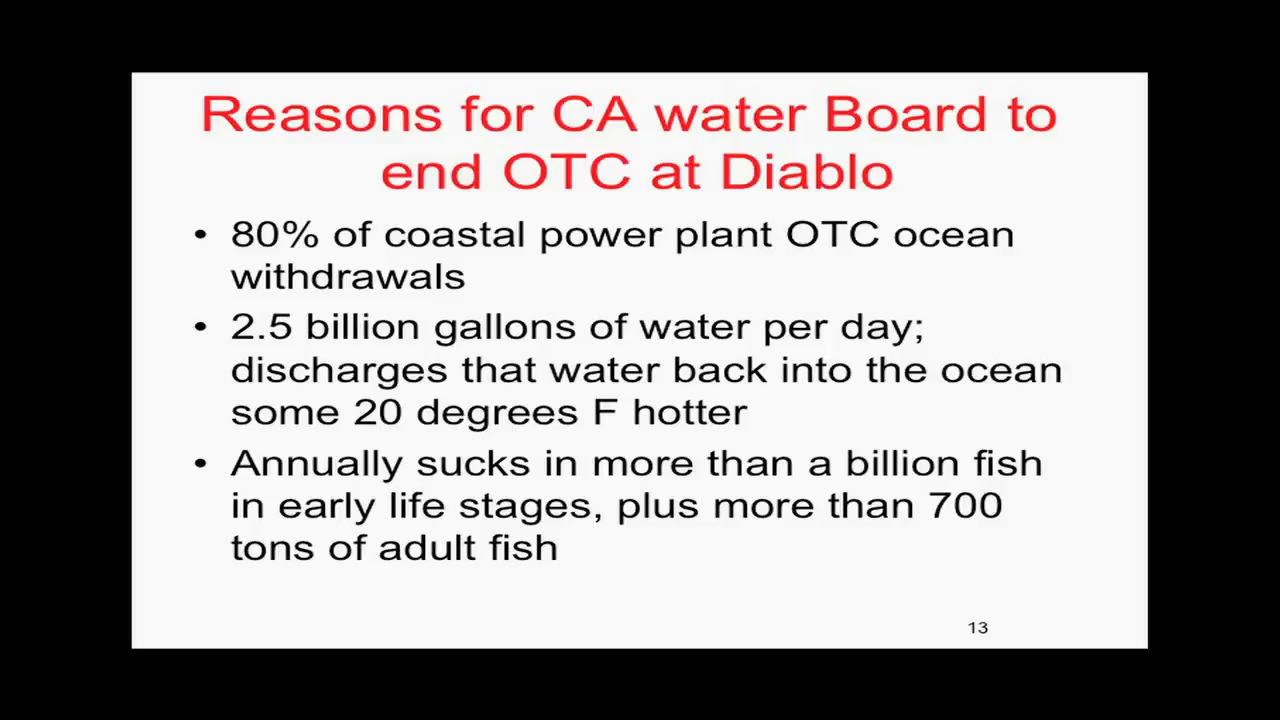 Reasons for CA water Board to
end OTC at Diablo
• 80% of coastal power plant OTC ocean
withdrawals
• 2.5 billion gallons of water per day;
discharges that water back into the ocean
some 20 degrees F hotter
• Annually sucks in more than a billion fish
in early life stages, plus more than 700
tons of adult fish
13